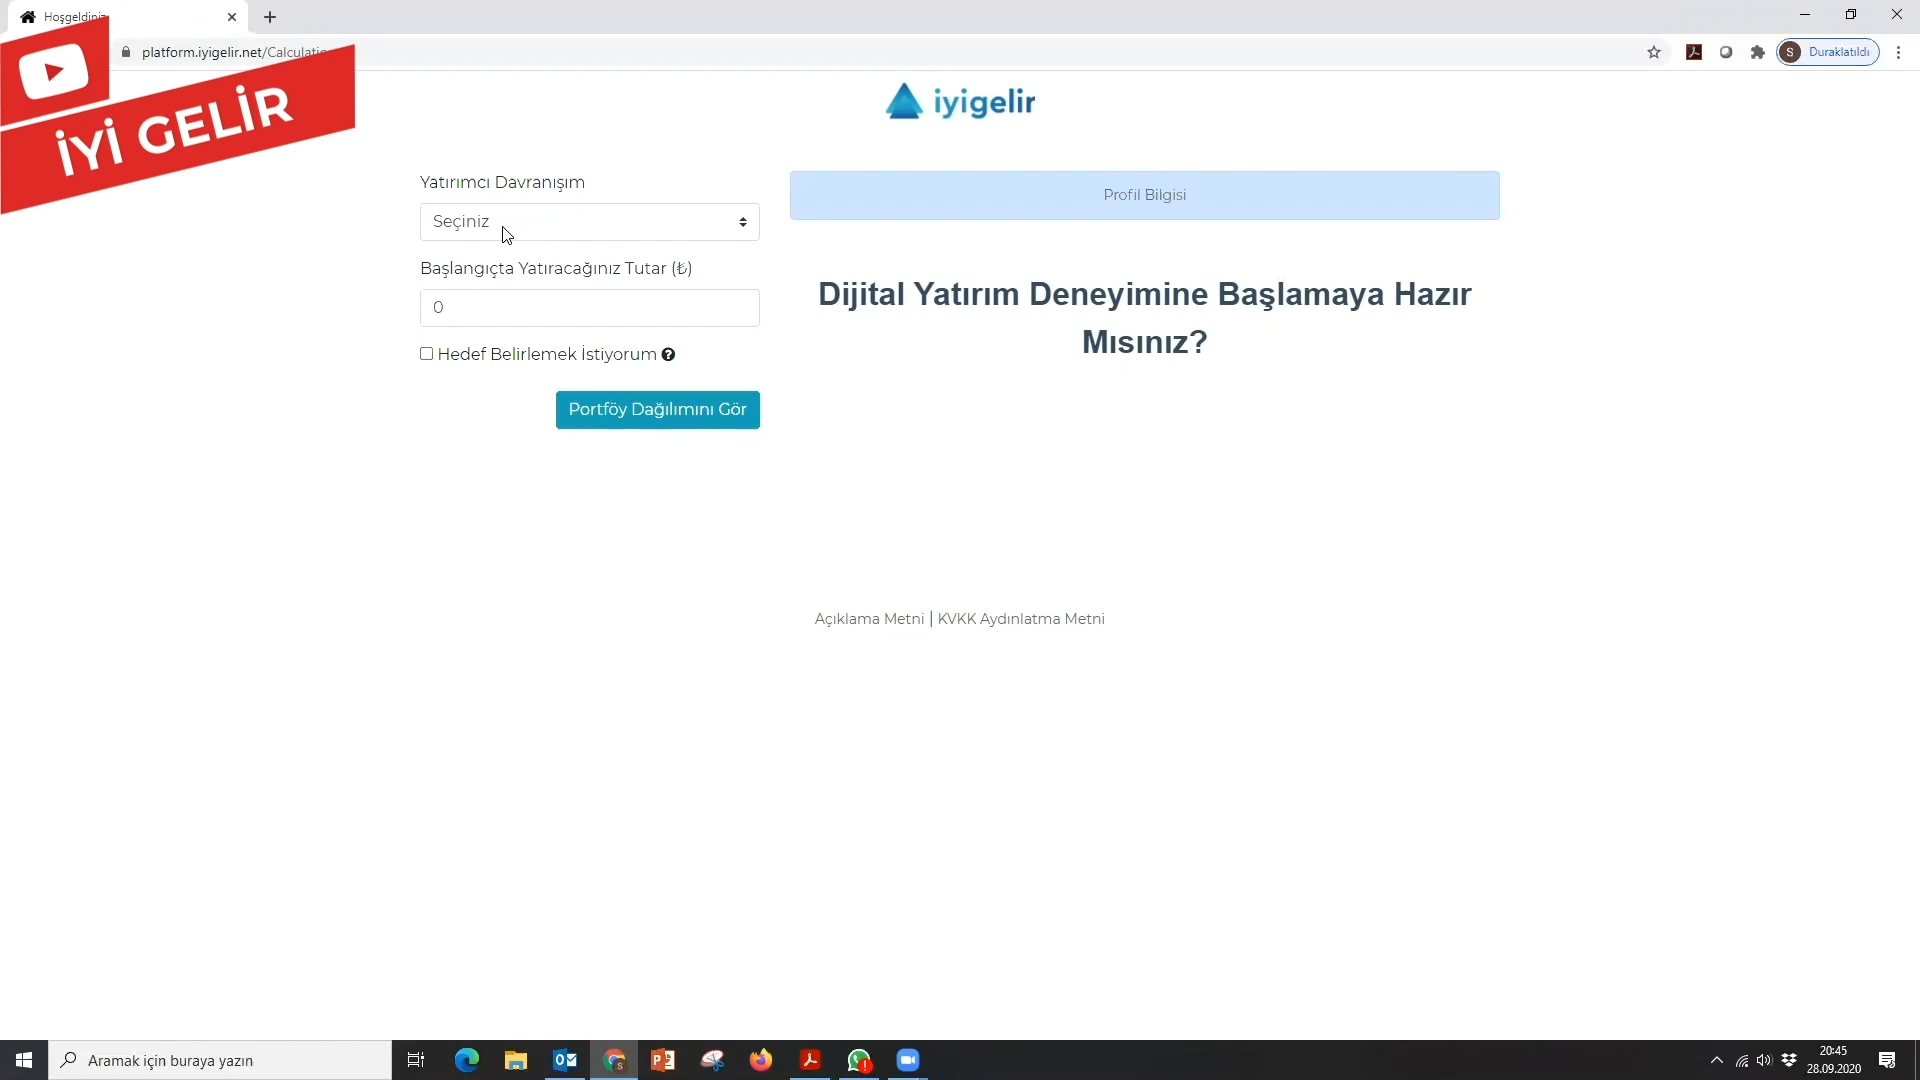 Hoşgeldiniz
platform.iyigelir.net/Calculatio
Duraklatıldı
S
İYİ GELİR
iyigelir
Yatırımcı Davranışım
Seçiniz
Başlangıçta Yatıracağınız Tutar (₺)
0
Hedef Belirlemek İstiyorum
Portföy Dağılımını Gör
Profil Bilgisi
Dijital Yatırım Deneyimine Başlamaya Hazır
Mısınız?
Açıklama Metni | KVKK Aydınlatma Metni
Aramak için buraya yazın
20:45
28.09.2020